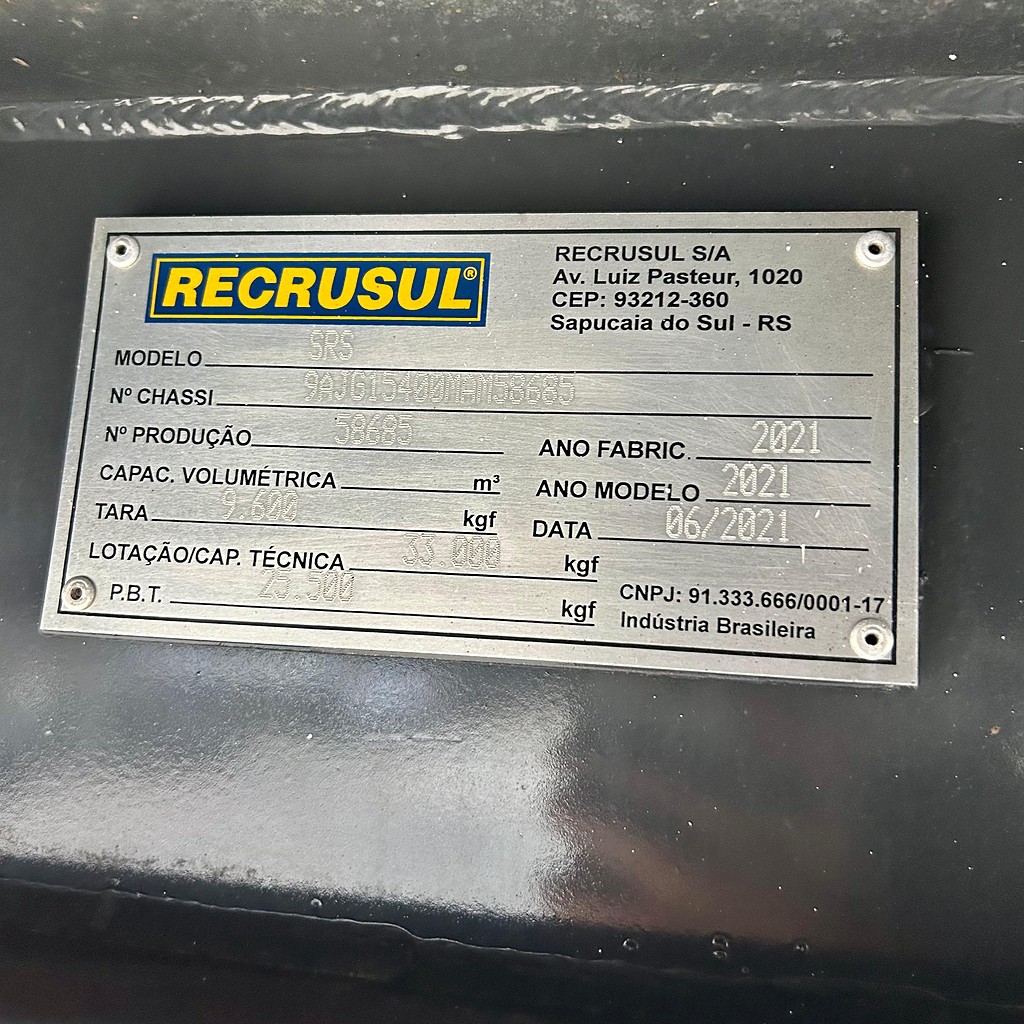 RECRUSUL®
RECRUSUL S/A
Av. Luiz Pasteur, 1020
CEP: 93212-360
Sapucaia do Sul - RS
MODELO SRS
Nº CHASSI 9AJG15400MAM58685
Nº PRODUÇÃO 58685
ANO FABRIC. 2021
CAPAC. VOLUMÉTRICA m³
ANO MODELO 2021
TARA 9.600 kgf
DATA 06/2021
LOTAÇÃO/CAP. TÉCNICA 33.000 kgf
P.B.T. 25.500 kgf
CNPJ: 91.333.666/0001-17
Indústria Brasileira